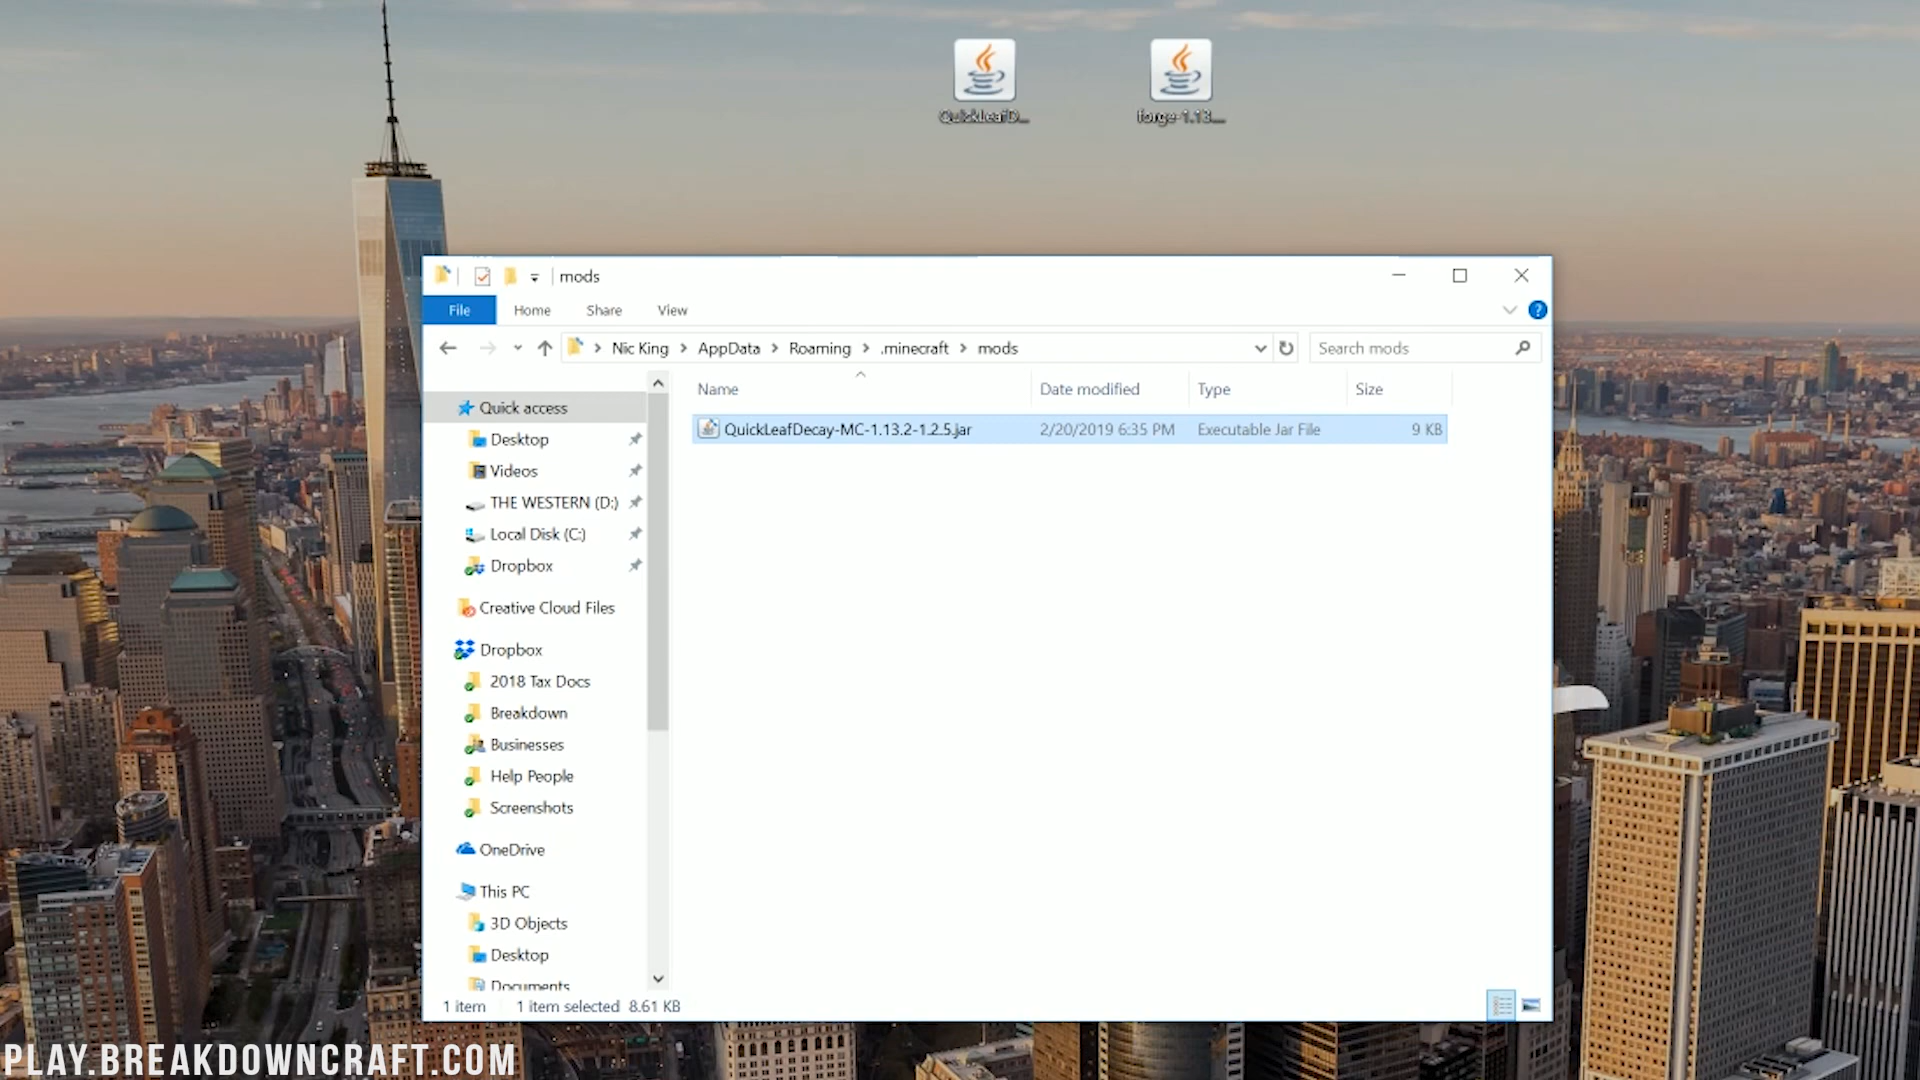 QuickLeafD...
forge-1.13....
mods
File
Home
Share
View
Nic King
AppData
Roaming
.minecraft
mods
Search mods
Name
Date modified
Type
Size
QuickLeafDecay-MC-1.13.2-1.2.5.jar
2/20/2019 6:35 PM
Executable Jar File
9 KB
Quick access
Desktop
Videos
THE WESTERN (D:)
Local Disk (C:)
Dropbox
Creative Cloud Files
Dropbox
2018 Tax Docs
Breakdown
Businesses
Help People
Screenshots
OneDrive
This PC
3D Objects
Desktop
Documents
1 item
1 item selected 8.61 KB
PLAY.BREAKDOWNCRAFT.COM